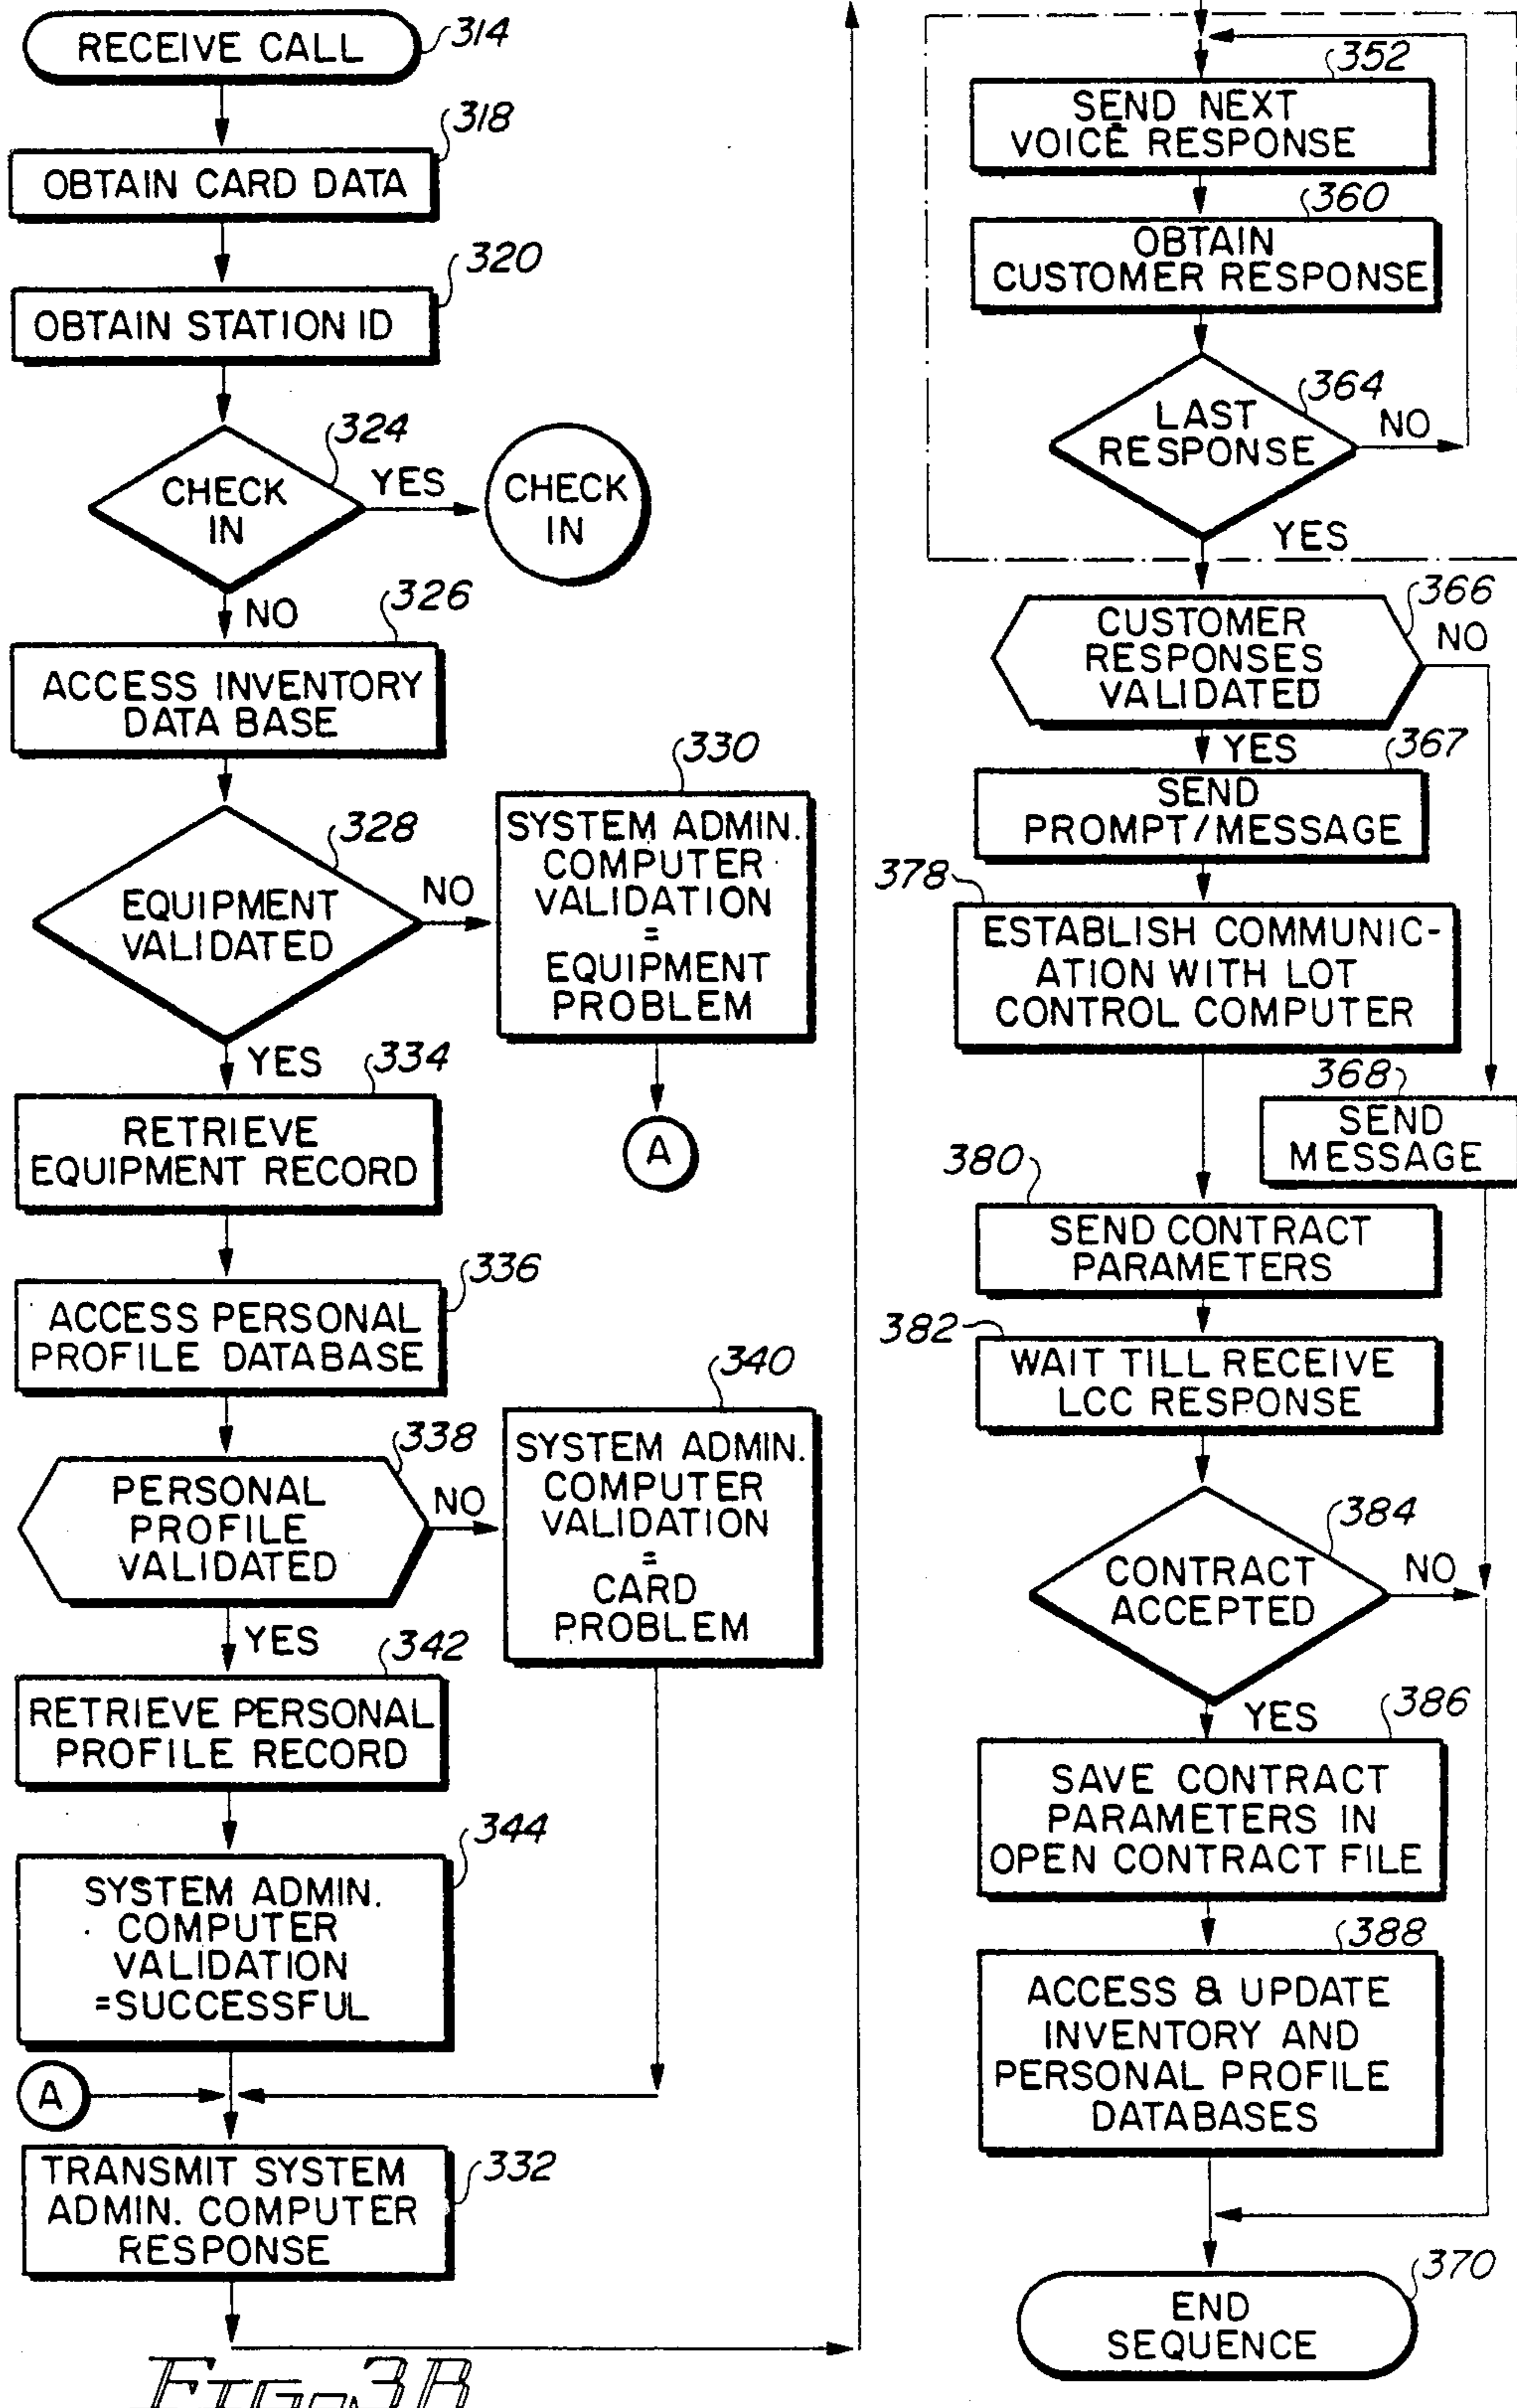 RECEIVE CALL
314
318
OBTAIN CARD DATA
320
OBTAIN STATION ID
324
CHECK
IN
YES
CHECK
IN
NO
326
ACCESS INVENTORY
DATA BASE
328
EQUIPMENT
VALIDATED
NO
330
SYSTEM ADMIN.
COMPUTER
VALIDATION
=
EQUIPMENT
PROBLEM
A
YES
334
RETRIEVE
EQUIPMENT RECORD
336
ACCESS PERSONAL
PROFILE DATABASE
338
PERSONAL
PROFILE
VALIDATED
NO
340
SYSTEM ADMIN.
COMPUTER
VALIDATION
=
CARD
PROBLEM
YES
342
RETRIEVE PERSONAL
PROFILE RECORD
344
SYSTEM ADMIN.
COMPUTER
VALIDATION
=SUCCESSFUL
A
332
TRANSMIT SYSTEM
ADMIN. COMPUTER
RESPONSE
FIG. 3B
352
SEND NEXT
VOICE RESPONSE
360
OBTAIN
CUSTOMER RESPONSE
364
LAST
RESPONSE
NO
YES
366
CUSTOMER
RESPONSES
VALIDATED
NO
YES
367
SEND
PROMPT/MESSAGE
378
ESTABLISH COMMUNIC-
ATION WITH LOT
CONTROL COMPUTER
368
SEND
MESSAGE
380
SEND CONTRACT
PARAMETERS
382
WAIT TILL RECEIVE
LCC RESPONSE
384
CONTRACT
ACCEPTED
NO
YES
386
SAVE CONTRACT
PARAMETERS IN
OPEN CONTRACT FILE
388
ACCESS & UPDATE
INVENTORY AND
PERSONAL PROFILE
DATABASES
370
END
SEQUENCE